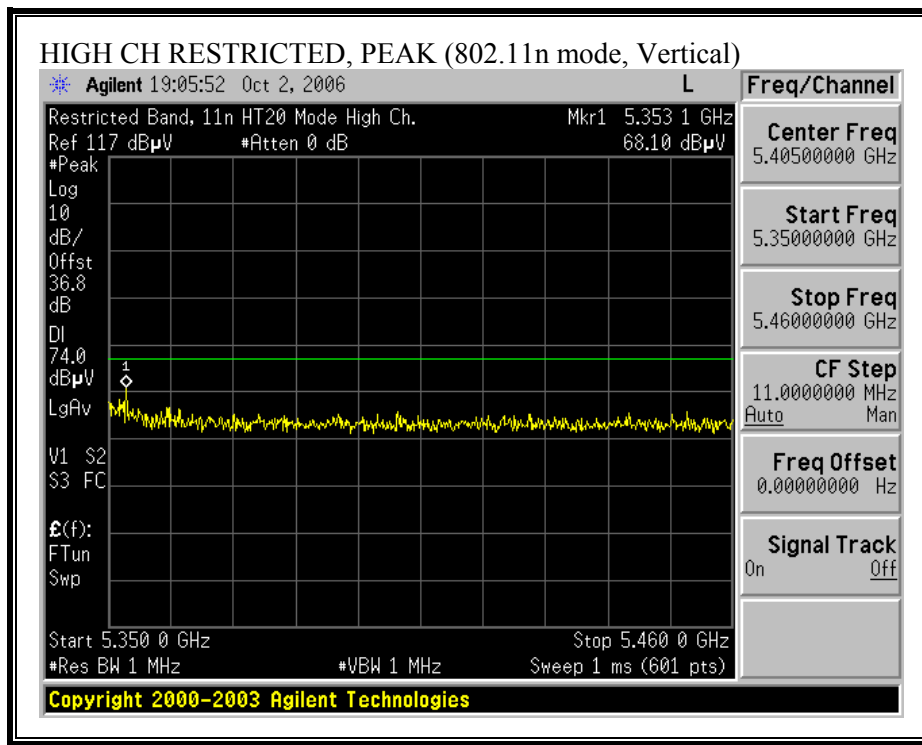 HIGH CH RESTRICTED, PEAK (802.11n mode, Vertical)
Agilent 19:05:52 Oct 2, 2006 L
Restricted Band, 11n HT20 Mode High Ch. Mkr1 5.353 1 GHz
Ref 117 dBµV #Atten 0 dB 68.10 dBµV
#Peak
Log
10
dB/
Offst
36.8
dB
DI
74.0
dBµV
LgAv
1
V1 S2
S3 FC
£(f):
FTun
Swp
Start 5.350 0 GHz Stop 5.460 0 GHz
#Res BW 1 MHz #VBW 1 MHz Sweep 1 ms (601 pts)
Freq/Channel
Center Freq
5.40500000 GHz
Start Freq
5.35000000 GHz
Stop Freq
5.46000000 GHz
CF Step
11.0000000 MHz
Auto Man
Freq Offset
0.00000000 Hz
Signal Track
On Off
Copyright 2000-2003 Agilent Technologies